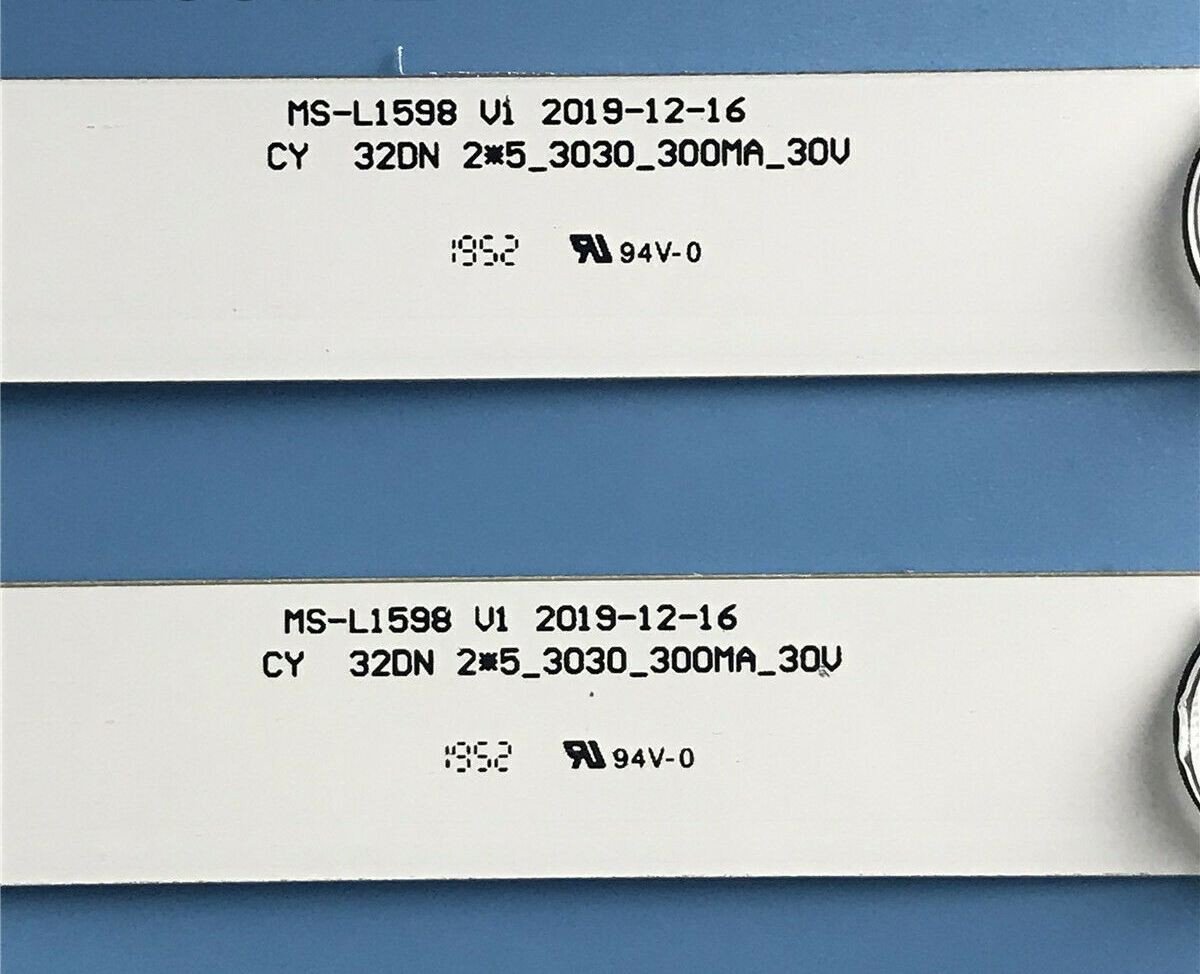 MS-L1598 V1 2019-12-16
CY 32DN 2*5_3030_300MA_30V
1952 94V-0
MS-L1598 V1 2019-12-16
CY 32DN 2*5_3030_300MA_30V
1952 94V-0